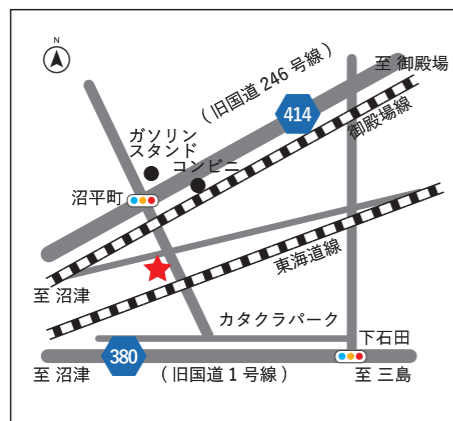 N
至 御殿場
(旧国道 246 号線)
414
御殿場線
ガソリン
スタンド
コンビニ
沼平町
東海道線
至 沼津
カタクラパーク
下石田
380
至 沼津
(旧国道 1 号線)
至 三島